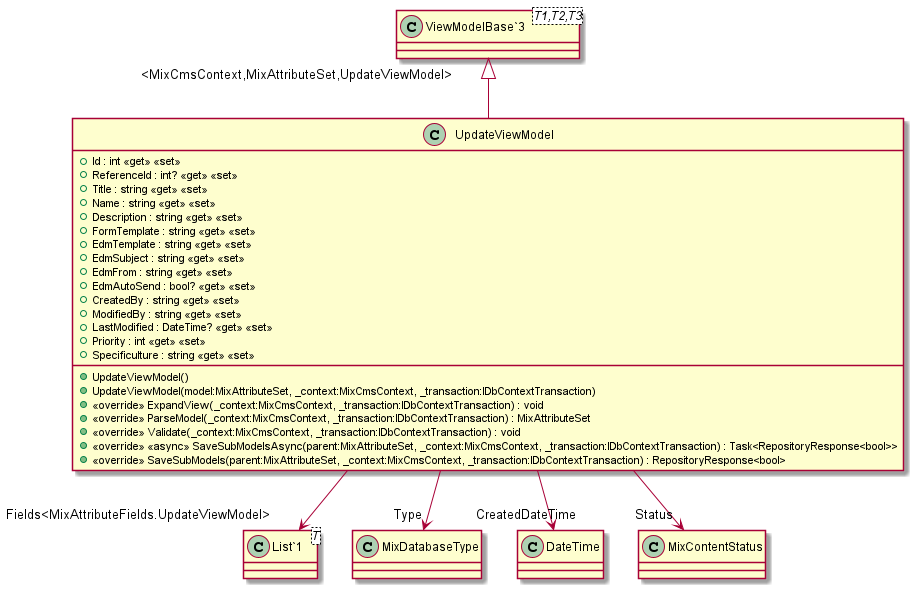 C ViewModelBase`3 T1,T2,T3
<MixCmsContext,MixAttributeSet,UpdateViewModel>
C UpdateViewModel
Id : int «get» «set»
ReferenceId : int? «get» «set»
Title : string «get» «set»
Name : string «get» «set»
Description : string «get» «set»
FormTemplate : string «get» «set»
EdmTemplate : string «get» «set»
EdmSubject : string «get» «set»
EdmFrom : string «get» «set»
EdmAutoSend : bool? «get» «set»
CreatedBy : string «get» «set»
ModifiedBy : string «get» «set»
LastModified : DateTime? «get» «set»
Priority : int «get» «set»
Specificulture : string «get» «set»
UpdateViewModel()
UpdateViewModel(model:MixAttributeSet, _context:MixCmsContext, _transaction:IDbContextTransaction)
«override» ExpandView(_context:MixCmsContext, _transaction:IDbContextTransaction) : void
«override» ParseModel(_context:MixCmsContext, _transaction:IDbContextTransaction) : MixAttributeSet
«override» Validate(_context:MixCmsContext, _transaction:IDbContextTransaction) : void
«override» «async» SaveSubModelsAsync(parent:MixAttributeSet, _context:MixCmsContext, _transaction:IDbContextTransaction) : Task<RepositoryResponse<bool>>
«override» SaveSubModels(parent:MixAttributeSet, _context:MixCmsContext, _transaction:IDbContextTransaction) : RepositoryResponse<bool>
Fields<MixAttributeFields.UpdateViewModel> Type CreatedDateTime Status
C List`1 T C MixDatabaseType C DateTime C MixContentStatus